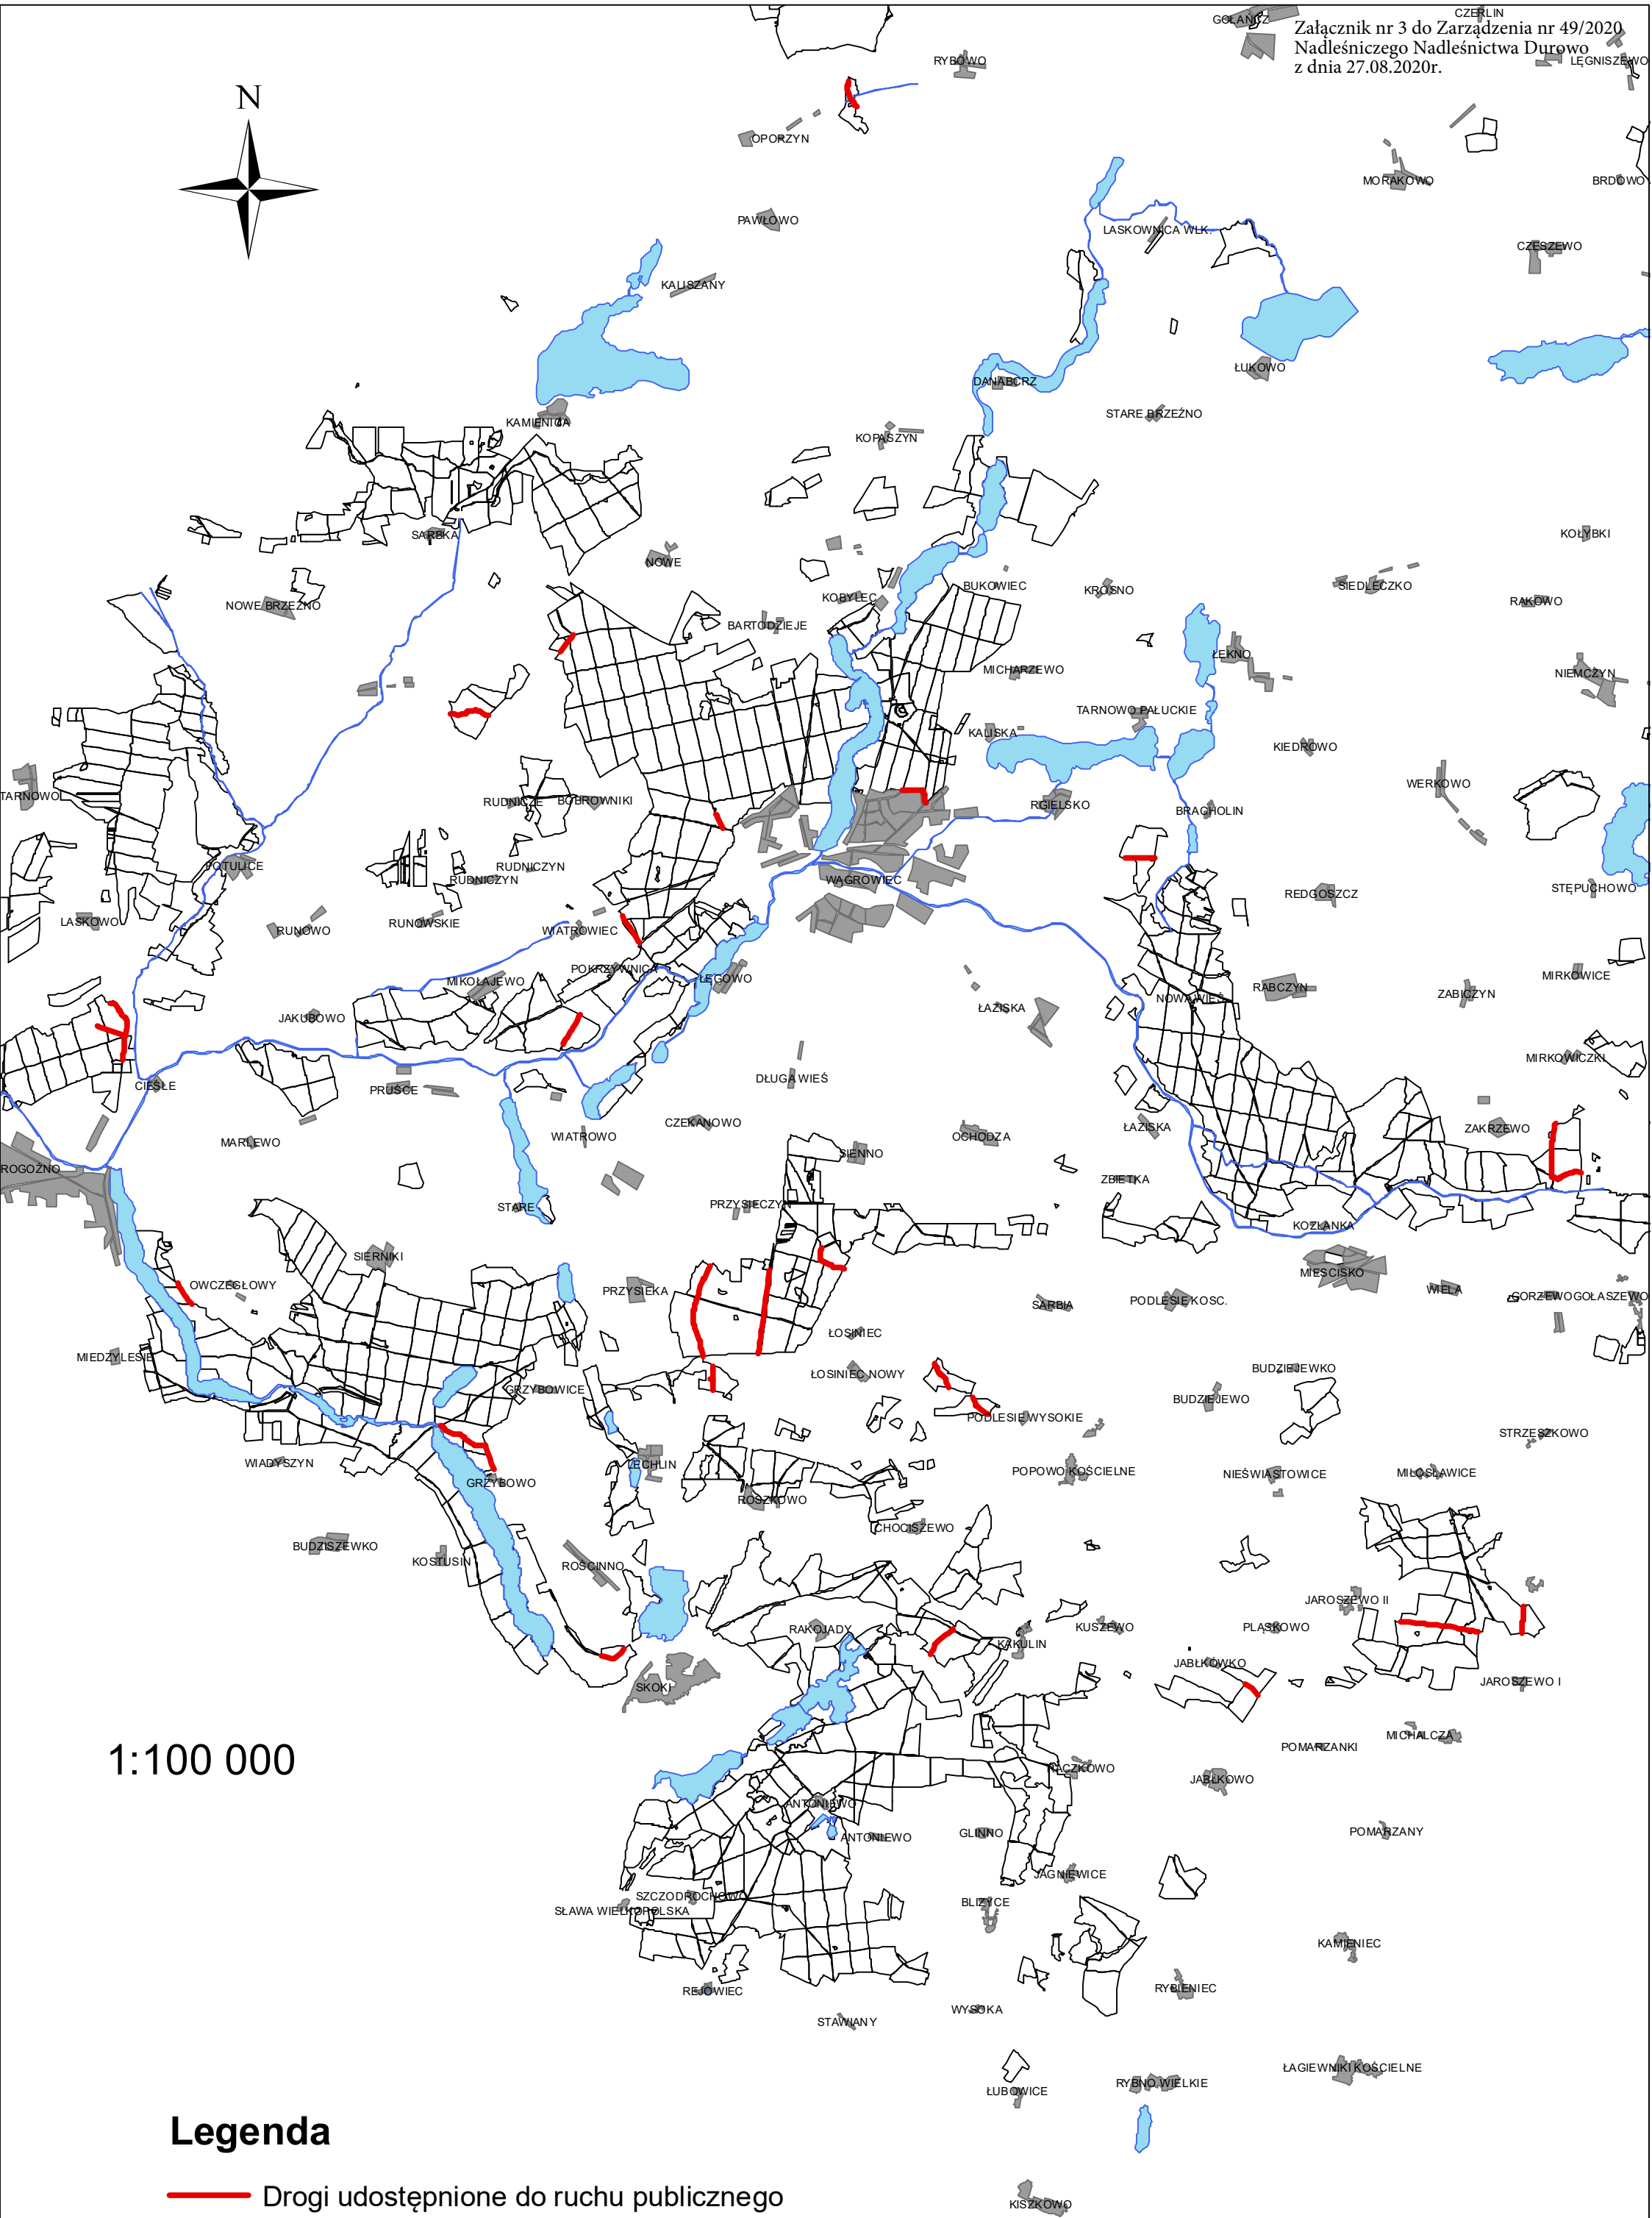 GOŁAŃCZ
CZERLIN
Załącznik nr 3 do Zarządzenia nr 49/2020
Nadleśniczego Nadleśnictwa Durowo
z dnia 27.08.2020r.
RYBOWO
LĘGNISZEWO
N
OPORZYN
MORAKOWO
BRDOWO
PAWŁOWO
LASKOWNICA WLK.
CZESZEWO
KALISZANY
ŁUKOWO
DANABORZ
STARE BRZEŹNO
KAMIENICA
KOPASZYN
SARBKA
KOŁYBKI
NOWE
BUKOWIEC
KROSNO
SIEDLECZKO
RAKOWO
NOWE BRZEŹNO
KOBYLEC
BARTODZIEJE
ŁEKNO
MICHARZEWO
NIEMCZYN
TARNOWO PAŁUCKIE
KALISKA
KIEDROWO
WERKOWO
TARNOWO
RUDNICZE
BOBROWNIKI
RGIELSKO
BRACHOLIN
POTULICE
RUDNICZYN
RUDNICZYN
WĄGROWIEC
REDGOSZCZ
STĘPUCHOWO
LASKOWO
RUNOWO
RUNOWSKIE
WIATROWIEC
POKRZYWNICA
MIKOŁAJEWO
ŁĘGOWO
MIRKOWICE
RĄBCZYN
ZABICZYN
NOWA WIEŚ
ŁAZISKA
JAKUBOWO
MIRKOWICZKI
DŁUGA WIEŚ
CIEŚLE
PRUSCE
CZEKANOWO
ŁAZISKA
ZAKRZEWO
MARLEWO
WIATROWO
OCHODZA
SIENNO
ROGOŹNO
ZBIETKA
PRZYSIECZYN
STARE
KOZŁANKA
SIERNIKI
MIEŚCISKO
OWCZEGŁOWY
PRZYSIEKA
WIELA
GORZEWO
GOŁASZEWO
SARBIA
PODLESIE KOSC.
ŁOSINIEC
MIEDZYLESIE
BUDZIEJEWKO
ŁOSINIEC NOWY
GRZYBOWICE
BUDZIEJEWO
PODLESIE WYSOKIE
STRZESZKOWO
WIADYSZYN
LECHLIN
POPOWO KOŚCIELNE
NIEŚWIASTOWICE
MIŁOSŁAWICE
GRZYBOWO
ROSZKOWO
CHOCISZEWO
BUDZISZEWKO
KOSTUSIN
ROŚCINNO
JAROSZEWO II
RAKOJADY
KUSZEWO
PLASKOWO
KAKULIN
JABŁKÓWKO
JAROSZEWO I
SKOKI
MICHALCZA
POMARZANKI
1:100 000
RACZKOWO
JABŁKOWO
ANTONIEWO
ANTONIEWO
GLINNO
POMARZANY
JAGNIEWICE
SZCZODROCHOWO
BLIZYCE
SŁAWA WIELKOPOLSKA
KAMIENIEC
REJOWIEC
RYBIENIEC
WYSOKA
STAWIANY
ŁAGIEWNIKI KOŚCIELNE
RYBNO WIELKIE
ŁUBOWICE
Legenda
Drogi udostępnione do ruchu publicznego
KISZKOWO